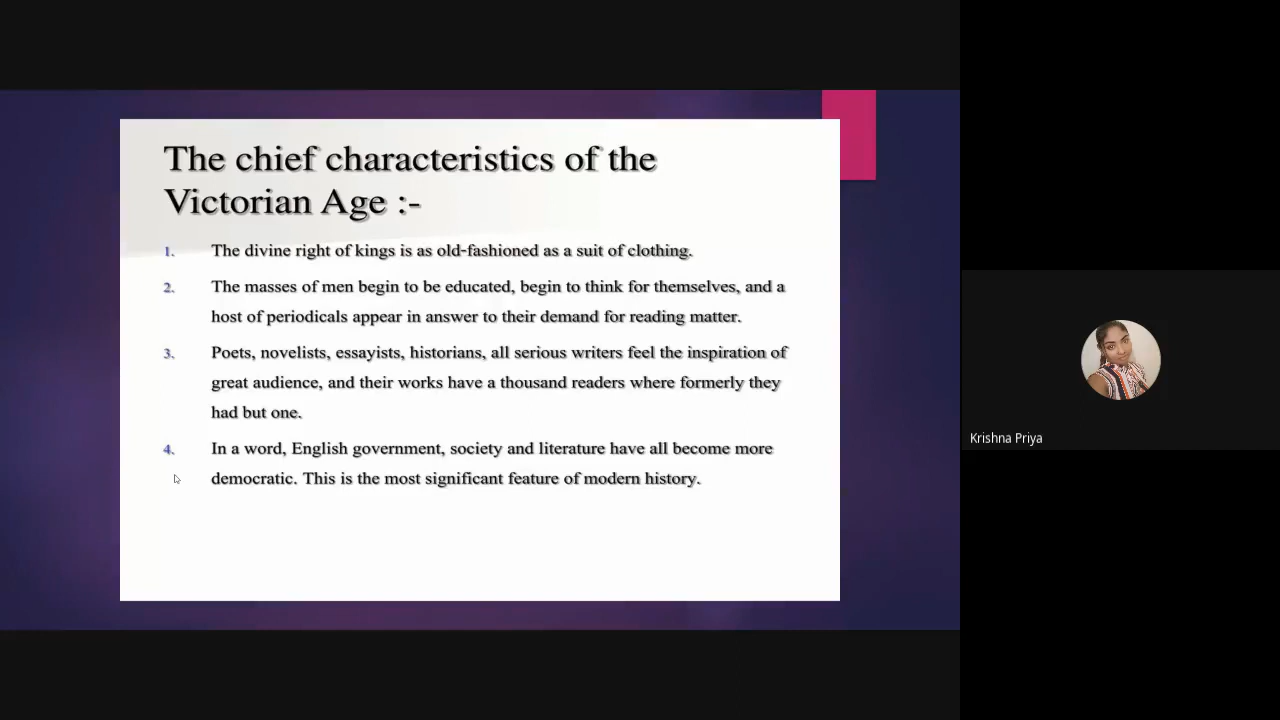 The chief characteristics of the
Victorian Age :-
1. The divine right of kings is as old-fashioned as a suit of clothing.
2. The masses of men begin to be educated, begin to think for themselves, and a
host of periodicals appear in answer to their demand for reading matter.
3. Poets, novelists, essayists, historians, all serious writers feel the inspiration of
great audience, and their works have a thousand readers where formerly they
had but one.
4. In a word, English government, society and literature have all become more
democratic. This is the most significant feature of modern history.
Krishna Priya